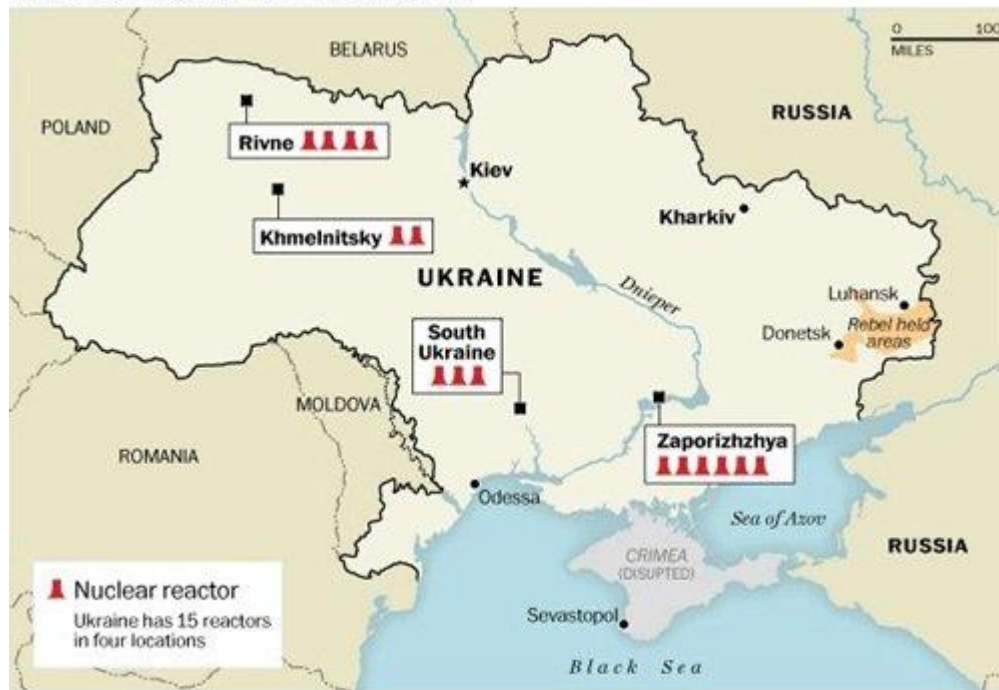 BELARUS
0 100
MILES
RUSSIA
POLAND
Rivne
Kiev
Khmelnitsky
Kharkiv
UKRAINE
Dnieper
Luhansk
Rebel held
areas
Donetsk
South
Ukraine
MOLDOVA
Zaporizhzhya
ROMANIA
Odessa
Sea of Azov
RUSSIA
CRIMEA
(DISUPTED)
Nuclear reactor
Ukraine has 15 reactors
in four locations
Sevastopol
Black Sea